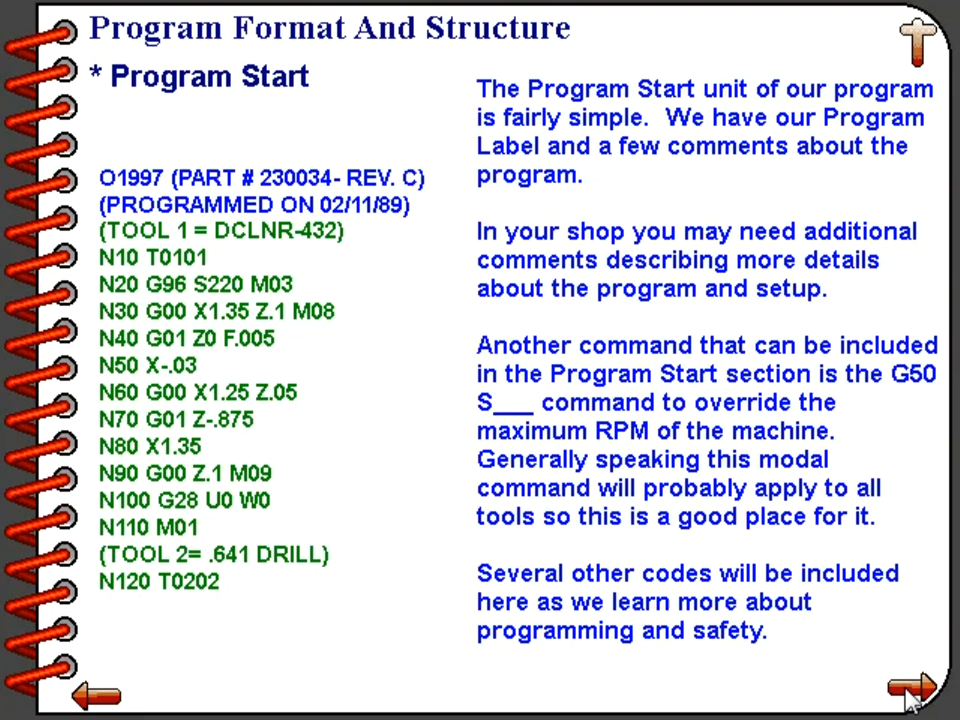 Program Format And Structure
* Program Start
O1997 (PART # 230034- REV. C)
(PROGRAMMED ON 02/11/89)
(TOOL 1 = DCLNR-432)
N10 T0101
N20 G96 S220 M03
N30 G00 X1.35 Z.1 M08
N40 G01 Z0 F.005
N50 X-.03
N60 G00 X1.25 Z.05
N70 G01 Z-.875
N80 X1.35
N90 G00 Z.1 M09
N100 G28 U0 W0
N110 M01
(TOOL 2= .641 DRILL)
N120 T0202
The Program Start unit of our program
is fairly simple.  We have our Program
Label and a few comments about the
program.
In your shop you may need additional
comments describing more details
about the program and setup.
Another command that can be included
in the Program Start section is the G50
S___ command to override the
maximum RPM of the machine.
Generally speaking this modal
command will probably apply to all
tools so this is a good place for it.
Several other codes will be included
here as we learn more about
programming and safety.